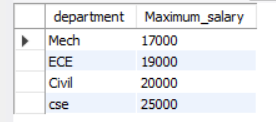 department Maximum_salary
Mech 17000
ECE 19000
Civil 20000
cse 25000